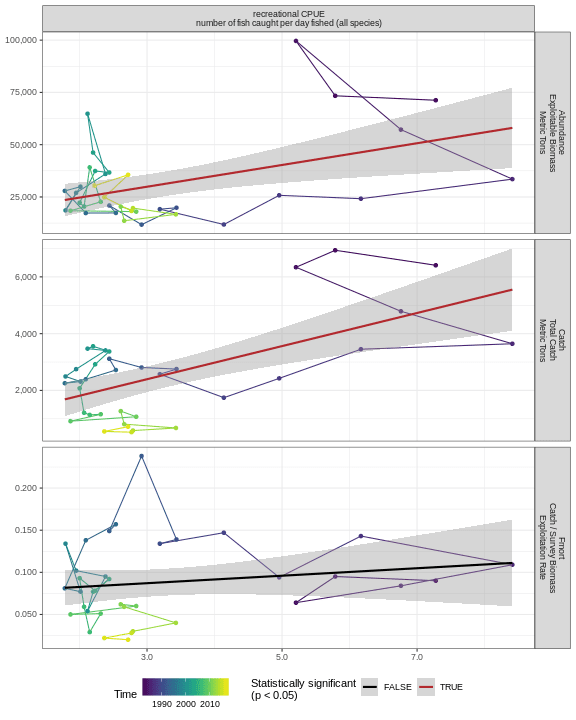 recreational CPUE
number of fish caught per day fished (all species)
100,000
75,000
50,000
25,000
Abundance
Exploitable Biomass
Metric Tons
6,000
4,000
2,000
Catch
Total Catch
Metric Tons
0.200
0.150
0.100
0.050
Fmort
Catch / Survey Biomass
Exploitation Rate
3.0 5.0 7.0
Time
1990 2000 2010
Statistically significant
(p < 0.05)
FALSE TRUE